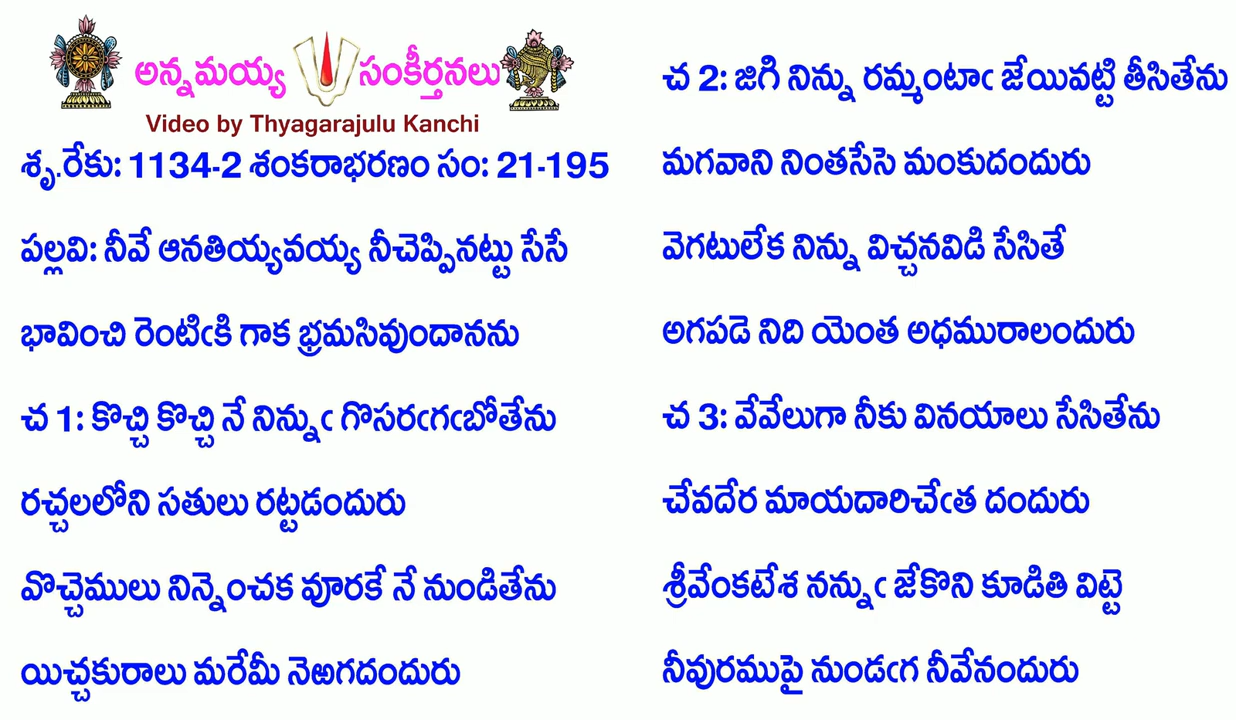 అన్నమయ్య సంకీర్తనలు
Video by Thyagarajulu Kanchi
శృ.రేకు: 1134-2 శంకరాభరణం సం: 21-195
పల్లవి: నీవే ఆనతియ్యవయ్య నీచెప్పినట్టు సేసే
భావించి రెంటిఁకి గాక భ్రమసివుందానను
చ 1: కొచ్చి కొచ్చి నే నిన్నుఁ గొసరఁగఁబోతేను
రచ్చలలోని సతులు రట్టడందురు
వొచ్చెములు నిన్నెంచక వూరకే నే నుండితేను
యిచ్చకురాలు మరేమీ నెఱగదందురు
చ 2: జిగి నిన్ను రమ్మంటాఁ జేయివట్టి తీసితేను
మగవాని నింతసేసె మంకుదందురు
వెగటులేక నిన్ను విచ్చనవిడి సేసితే
అగపడె నిది యెంత అధమురాలందురు
చ 3: వేవేలుగా నీకు వినయాలు సేసితేను
చేవదేర మాయదారిచేఁత దందురు
శ్రీవేంకటేశ నన్నుఁ జేకొని కూడితి విట్టె
నీవురముపై నుండఁగ నీవేనందురు